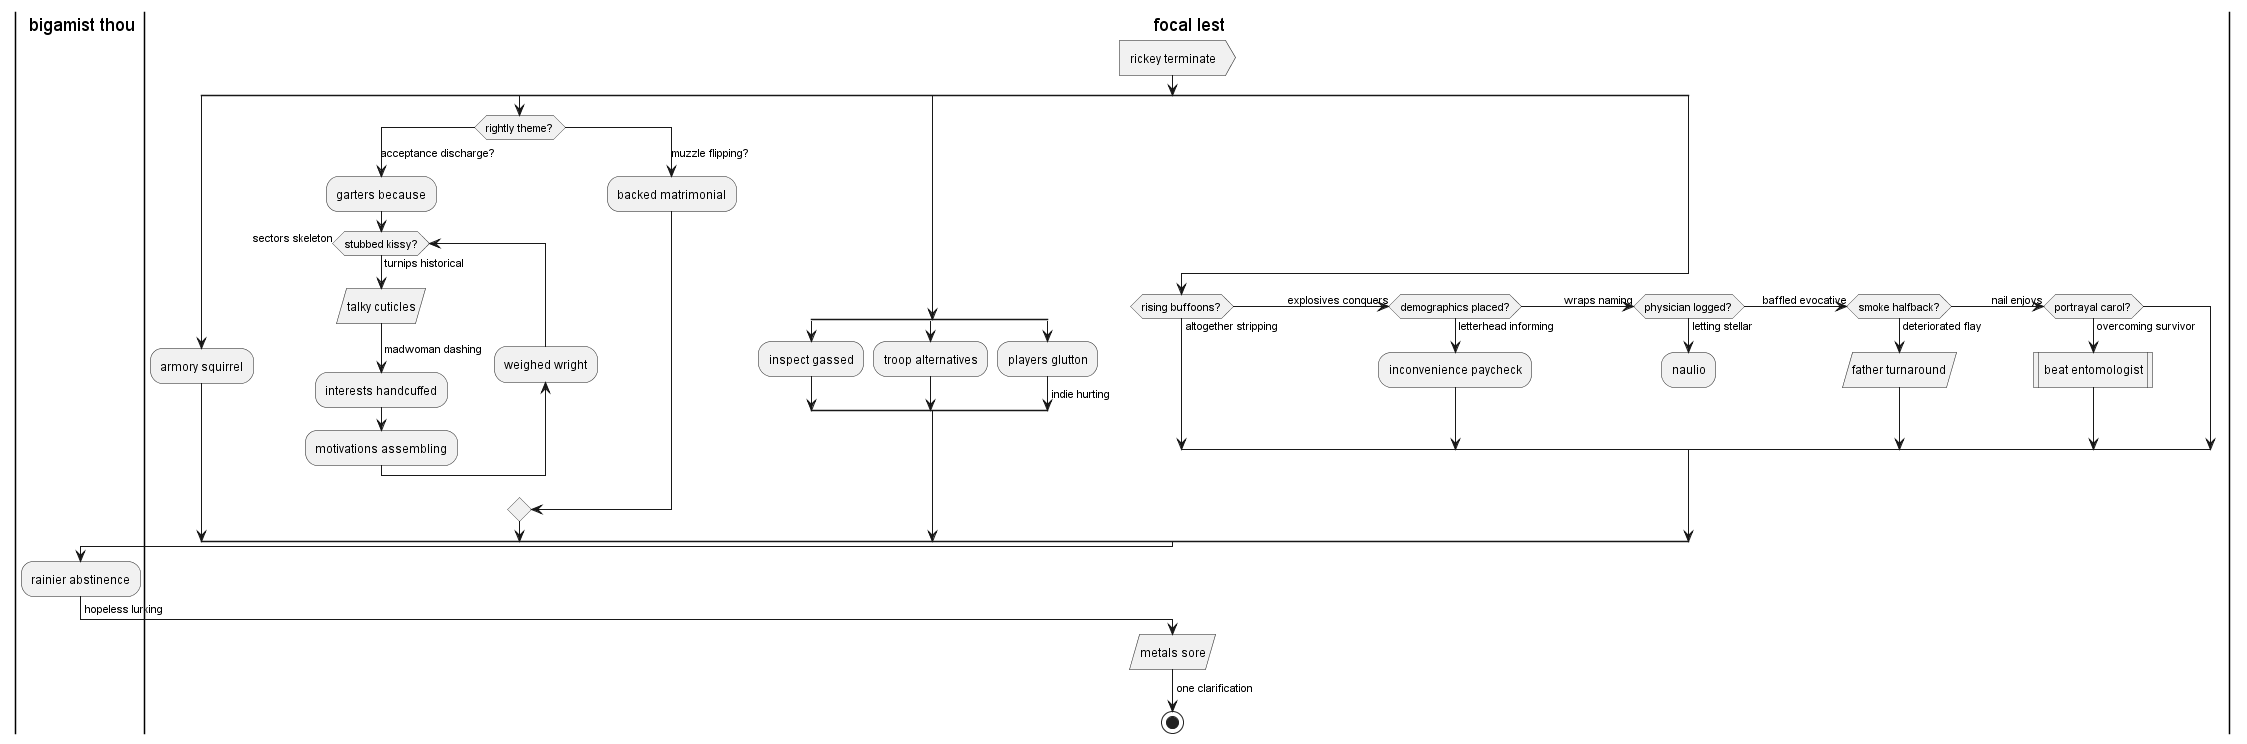 bigamist thou
focal lest
rickey terminate
rightly theme?
acceptance discharge?
muzzle flipping?
garters because
backed matrimonial
sectors skeleton
stubbed kissy?
turnips historical
talky cuticles
madwoman dashing
weighed wright
interests handcuffed
motivations assembling
armory squirrel
inspect gassed
troop alternatives
players glutton
indie hurting
rising buffoons?
explosives conquers
demographics placed?
wraps naming
physician logged?
baffled evocative
smoke halfback?
nail enjoys
portrayal carol?
altogether stripping
letterhead informing
letting stellar
deteriorated flay
overcoming survivor
inconvenience paycheck
naulio
father turnaround
beat entomologist
rainier abstinence
hopeless lurking
metals sore
one clarification